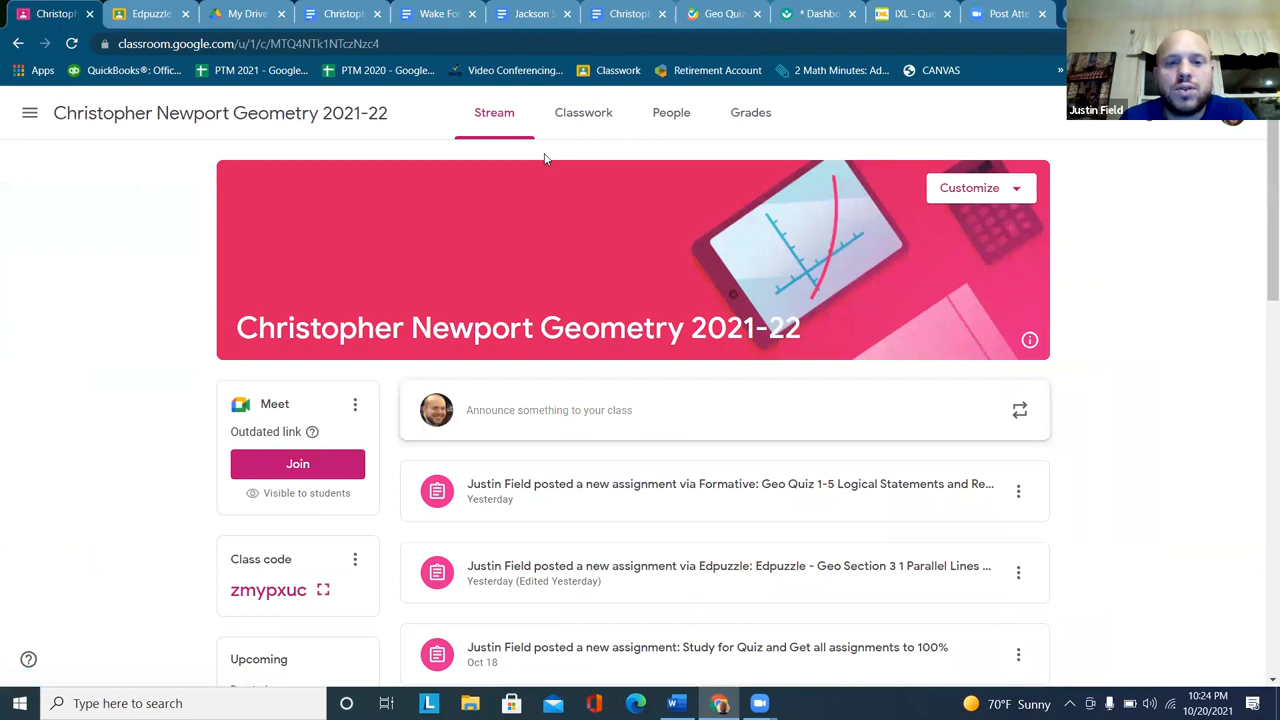 Christopher N
Edpuzzle
My Drive
Wake Fo
Jackson S
Christoph
Geo Quiz
* Dashbo
IXL - Que
Post Atte
classroom.google.com/u/1/c/MTQ4NTk1NTczNzc4
Apps
QuickBooks®: Offic...
PTM 2021 - Google...
PTM 2020 - Google...
Video Conferencing...
Classwork
Retirement Account
2 Math Minutes: Ad...
CANVAS
»
Justin Field
Christopher Newport Geometry 2021-22
Stream
Classwork
People
Grades
Customize
Christopher Newport Geometry 2021-22
Meet
Outdated link
Join
Visible to students
Announce something to your class
Justin Field posted a new assignment via Formative: Geo Quiz 1-5 Logical Statements and Re...
Yesterday
Class code
zmypxuc
Justin Field posted a new assignment via Edpuzzle: Edpuzzle - Geo Section 3 1 Parallel Lines ...
Yesterday (Edited Yesterday)
Upcoming
Justin Field posted a new assignment: Study for Quiz and Get all assignments to 100%
Oct 18
Type here to search
70°F Sunny
10:24 PM
10/20/2021